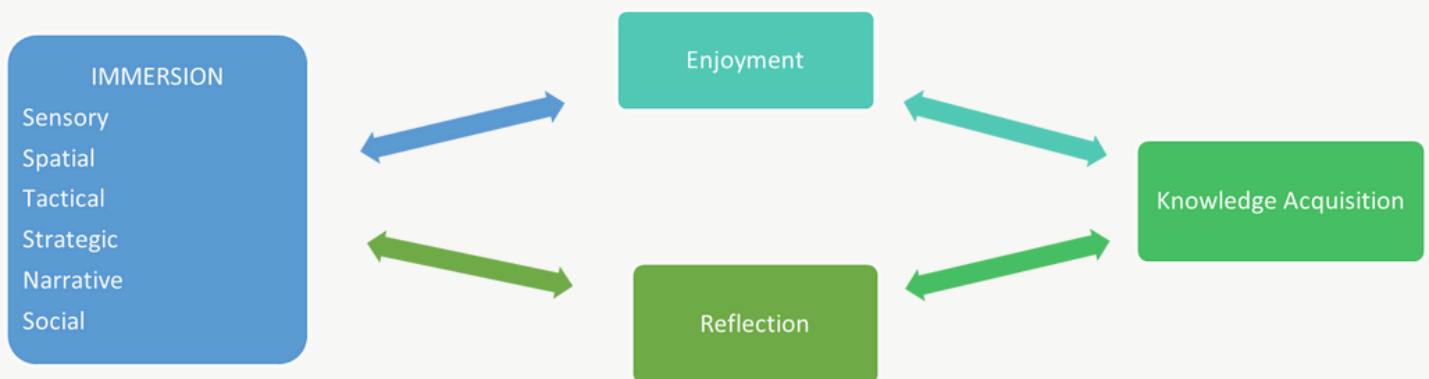 IMMERSION
Sensory
Spatial
Tactical
Strategic
Narrative
Social
Enjoyment
Reflection
Knowledge Acquisition